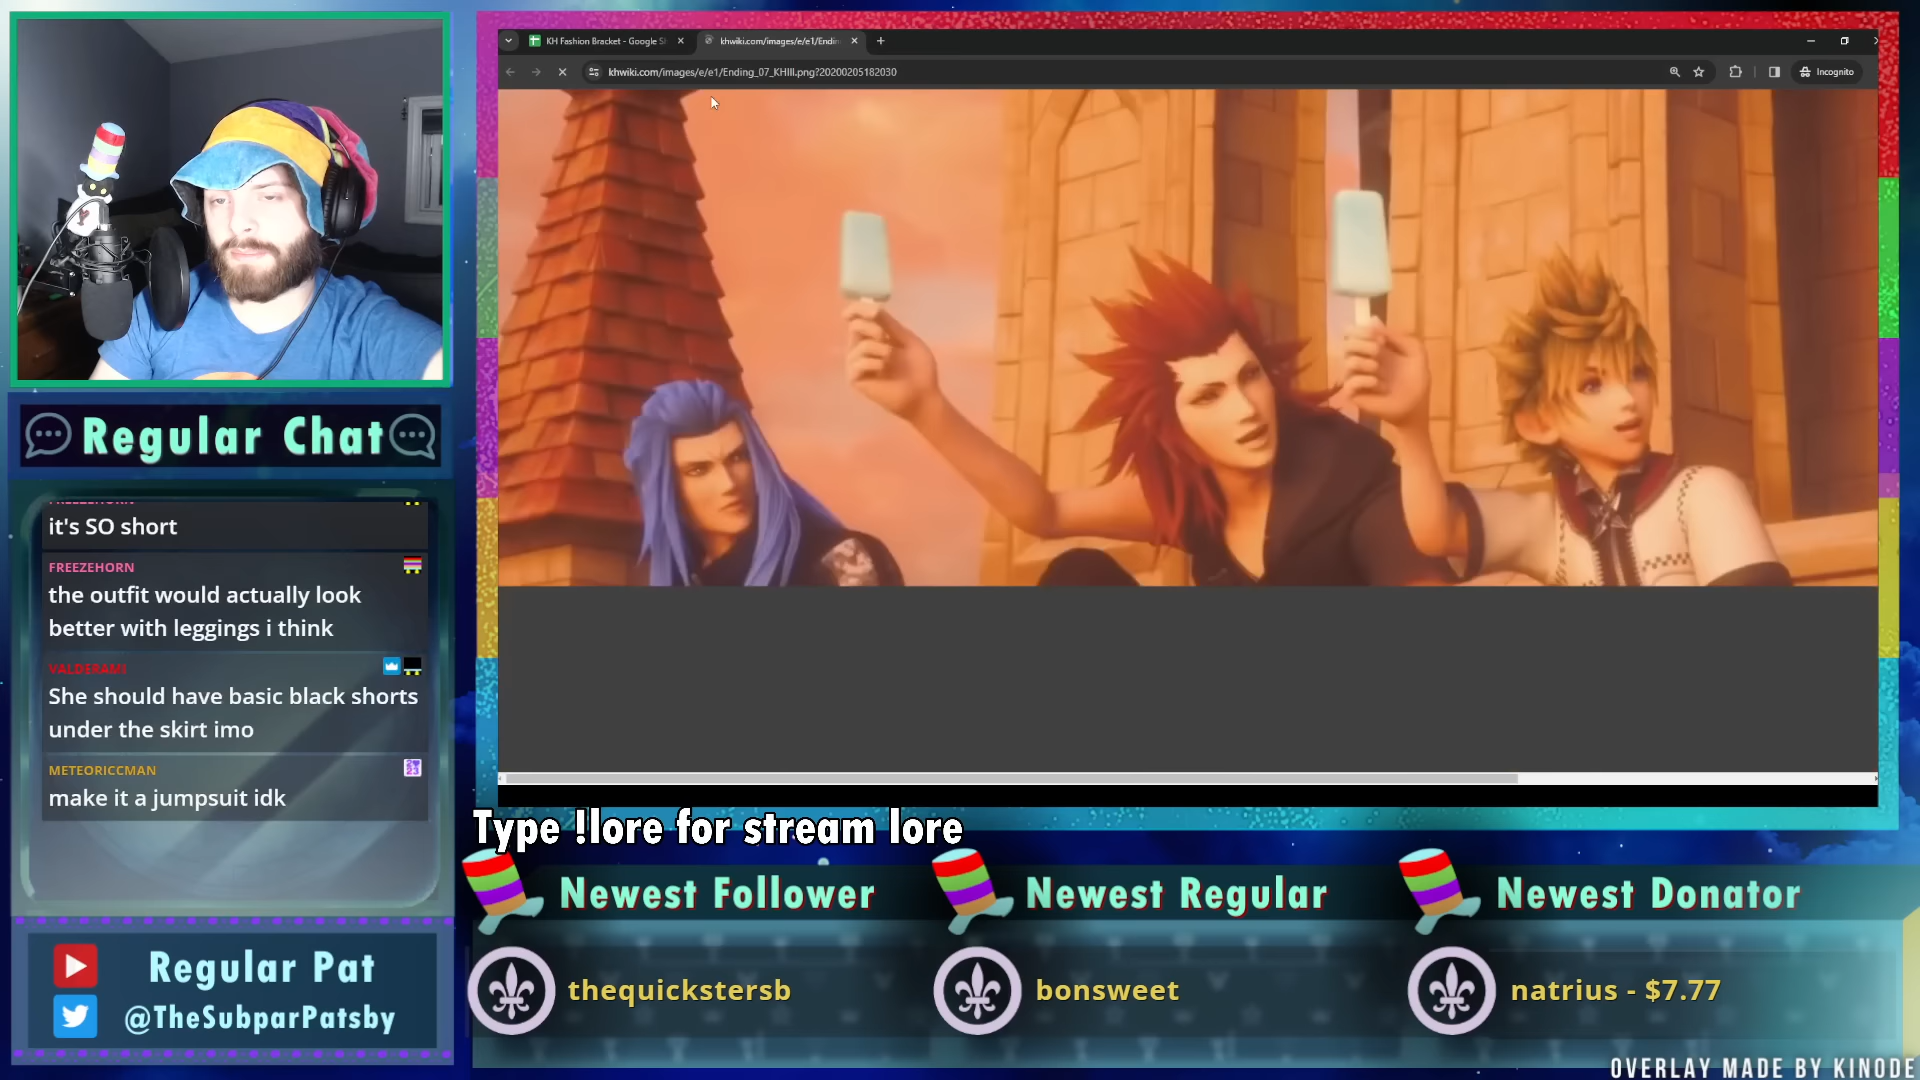 KH Fashion Bracket - Google S
khwiki.com/images/e/e1/Endin
khwiki.com/images/e/e1/Ending_07_KHIII.png?20200205182030
Incognito
Regular Chat
it's SO short
FREEZEHORN
the outfit would actually look
better with leggings i think
VALDERAMI
She should have basic black shorts
under the skirt imo
METEORICCMAN
make it a jumpsuit idk
Regular Pat
@TheSubparPatsby
Type !lore for stream lore
Newest Follower
thequickstersb
Newest Regular
bonsweet
Newest Donator
natrius - $7.77
OVERLAY MADE BY KINODE